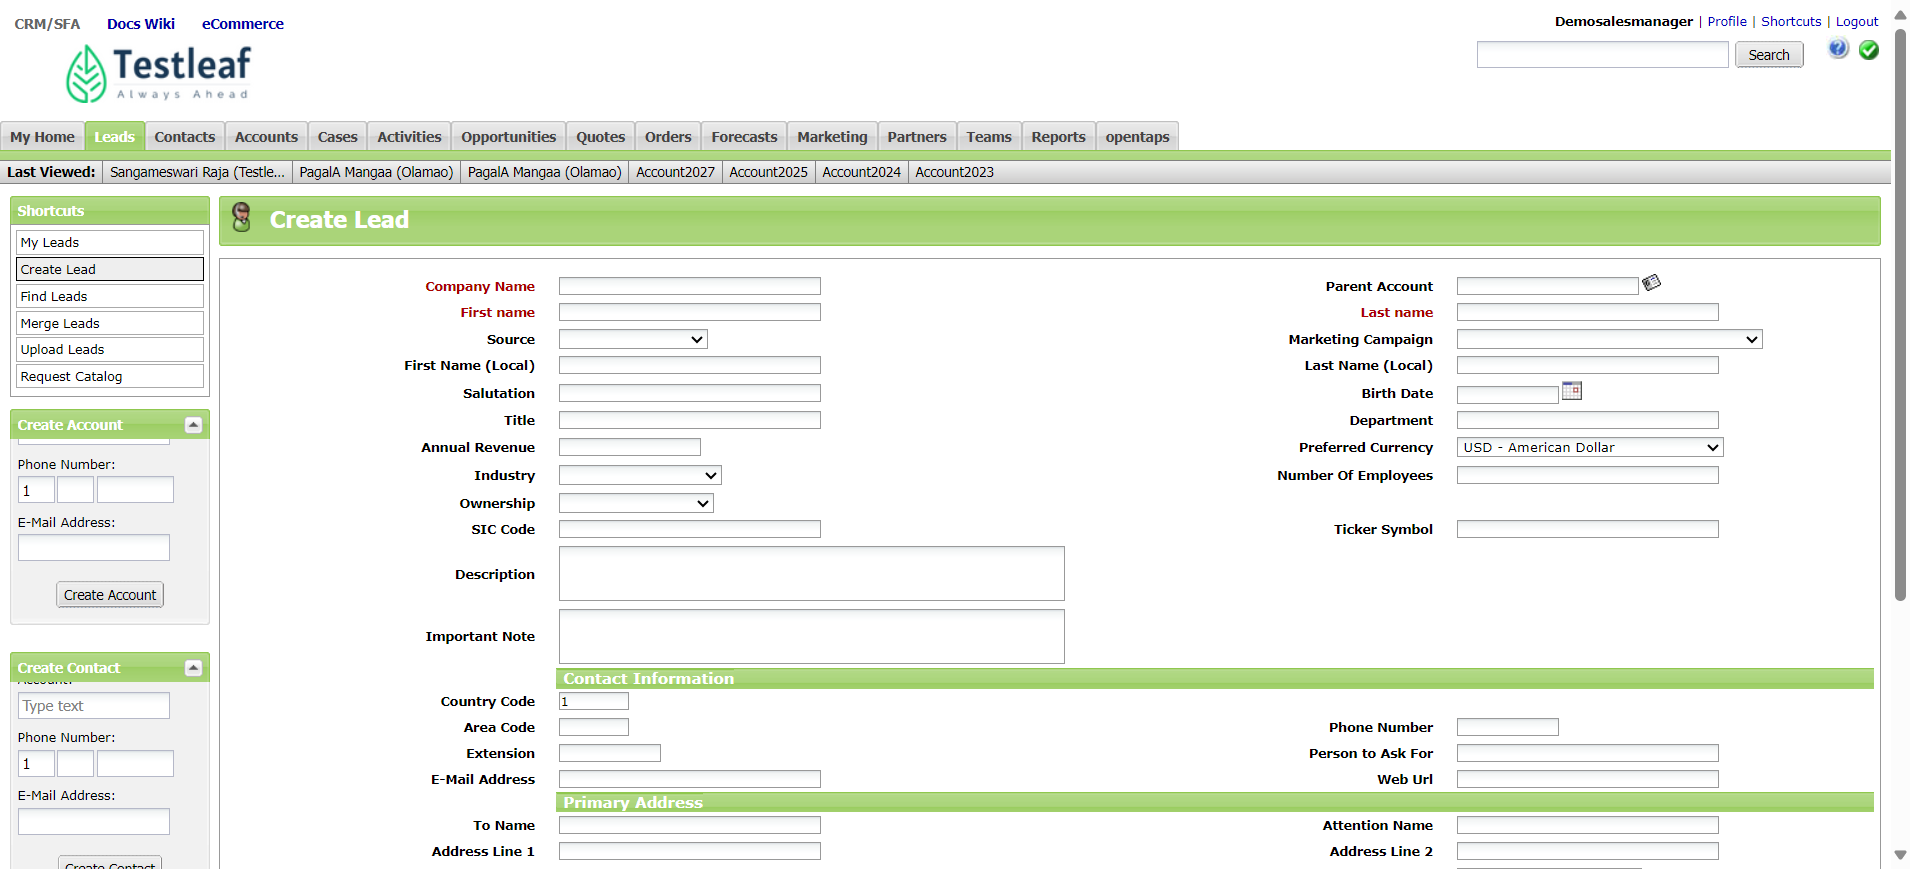 CRM/SFA Docs Wiki eCommerce
Demosalesmanager | Profile | Shortcuts | Logout
Testleaf
Always Ahead
Search
My Home Leads Contacts Accounts Cases Activities Opportunities Quotes Orders Forecasts Marketing Partners Teams Reports opentaps
Last Viewed: Sangameswari Raja (Testle... PagalA Mangaa (Olamao) PagalA Mangaa (Olamao) Account2027 Account2025 Account2024 Account2023
Shortcuts
My Leads
Create Lead
Find Leads
Merge Leads
Upload Leads
Request Catalog
Create Account
Phone Number:
1
E-Mail Address:
Create Account
Create Contact
Account:
Type text
Phone Number:
1
E-Mail Address:
Create Contact
Create Lead
Company Name Parent Account
First name Last name
Source Marketing Campaign
First Name (Local) Last Name (Local)
Salutation Birth Date
Title Department
Annual Revenue Preferred Currency USD - American Dollar
Industry Number Of Employees
Ownership
SIC Code Ticker Symbol
Description
Important Note
Contact Information
Country Code 1
Area Code Phone Number
Extension Person to Ask For
E-Mail Address Web Url
Primary Address
To Name Attention Name
Address Line 1 Address Line 2